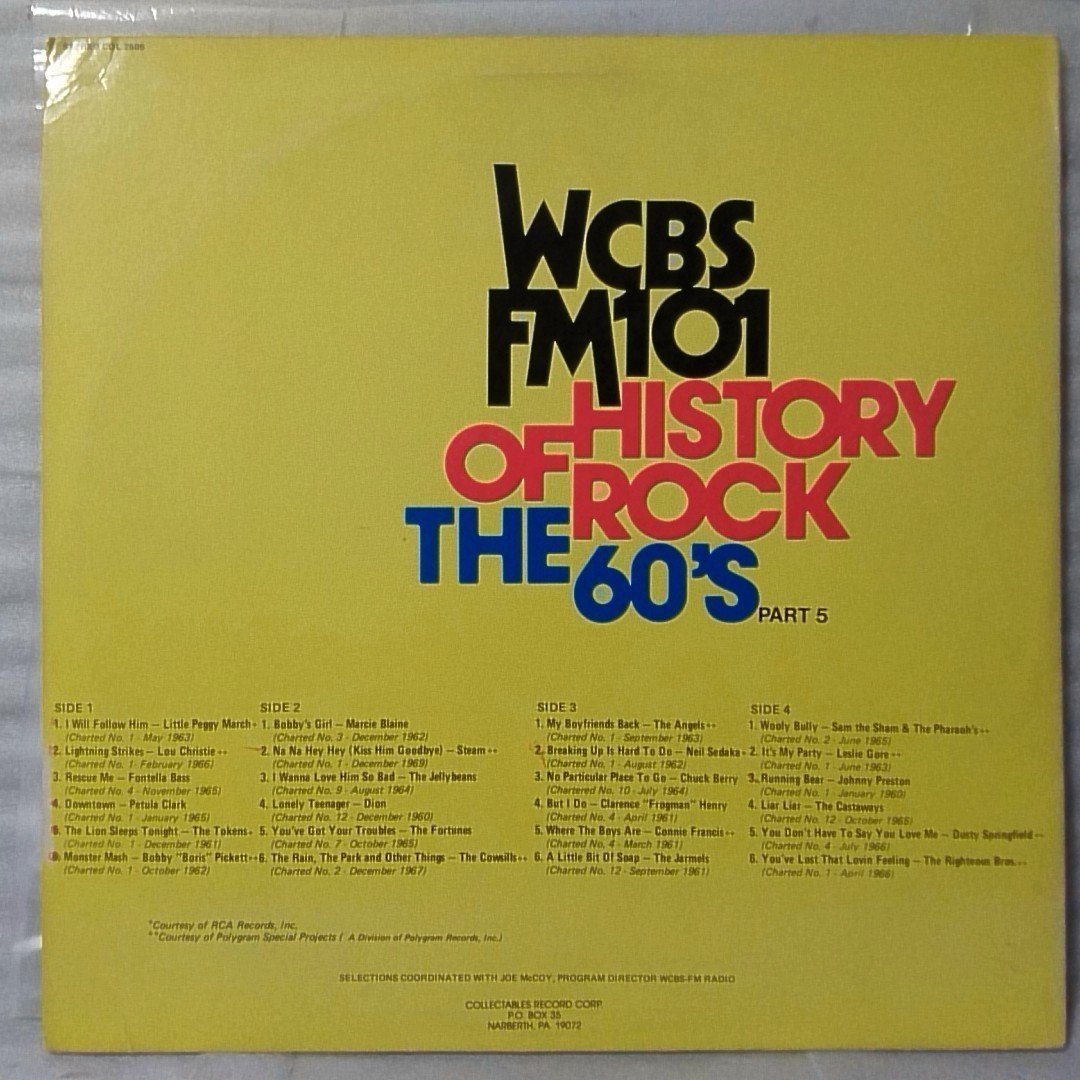 STEREO COL 2506
WCBS
FM101
HISTORY
OF ROCK
THE 60'S
PART 5
SIDE 1
1. I Will Follow Him — Little Peggy March+
(Charted No. 1 - May 1963)
2. Lightning Strikes — Lou Christie ++
(Charted No. 1- February 1966)
3. Rescue Me — Fontella Bass
(Charted No. 4 - November 1965)
4. Downtown — Petula Clark
(Charted No. 1 - January 1965)
5. The Lion Sleeps Tonight — The Tokens+
(Charted No. 1 - December 1961)
6. Monster Mash — Bobby "Boris" Pickett++
(Charted No. 1 - October 1962)
SIDE 2
1. Bobby's Girl — Marcie Blaine
(Charted No. 3 - December 1962)
2. Na Na Hey Hey (Kiss Him Goodbye) — Steam ++
(Charted No. 1 - December 1969)
3. I Wanna Love Him So Bad — The Jellybeans
(Charted No. 9 - August 1964)
4. Lonely Teenager — Dion
(Charted No. 12 - December 1960)
5. You've Got Your Troubles — The Fortunes
(Charted No. 7 - October 1965)
6. The Rain, The Park and Other Things — The Cowsills++
(Charted No. 2 - December 1967)
SIDE 3
1. My Boyfriends Back — The Angels++
(Charted No. 1 - September 1963)
2. Breaking Up Is Hard To Do — Neil Sedaka+
(Charted No. 1 - August 1962)
3. No Particular Place To Go — Chuck Berry
(Chartered No. 10 - July 1964)
4. But I Do — Clarence "Frogman" Henry
(Charted No. 4 - April 1961)
5. Where The Boys Are — Connie Francis++
(Charted No. 4 - March 1961)
6. A Little Bit Of Soap — The Jarmels
(Charted No. 12 - September 1961)
SIDE 4
1. Wooly Bully — Sam the Sham & The Pharaoh's++
(Charted No. 2 - June 1965)
2. It's My Party — Leslie Gore++
(Charted No. 1 - June 1963)
3. Running Bear — Johnny Preston
(Charted No. 1 - January 1960)
4. Liar Liar — The Castaways
(Charted No. 12 - October 1965)
5. You Don't Have To Say You Love Me — Dusty Springfield++
(Charted No. 4 - July 1966)
6. You've Lost That Lovin Feeling — The Righteous Bros.++
(Charted No. 1 - April 1966)
*Courtesy of RCA Records, Inc.
**Courtesy of Polygram Special Projects ( A Division of Polygram Records, Inc.)
SELECTIONS COORDINATED WITH JOE McCOY, PROGRAM DIRECTOR WCBS-FM RADIO
COLLECTABLES RECORD CORP.
P.O. BOX 35
NARBERTH, PA. 19072